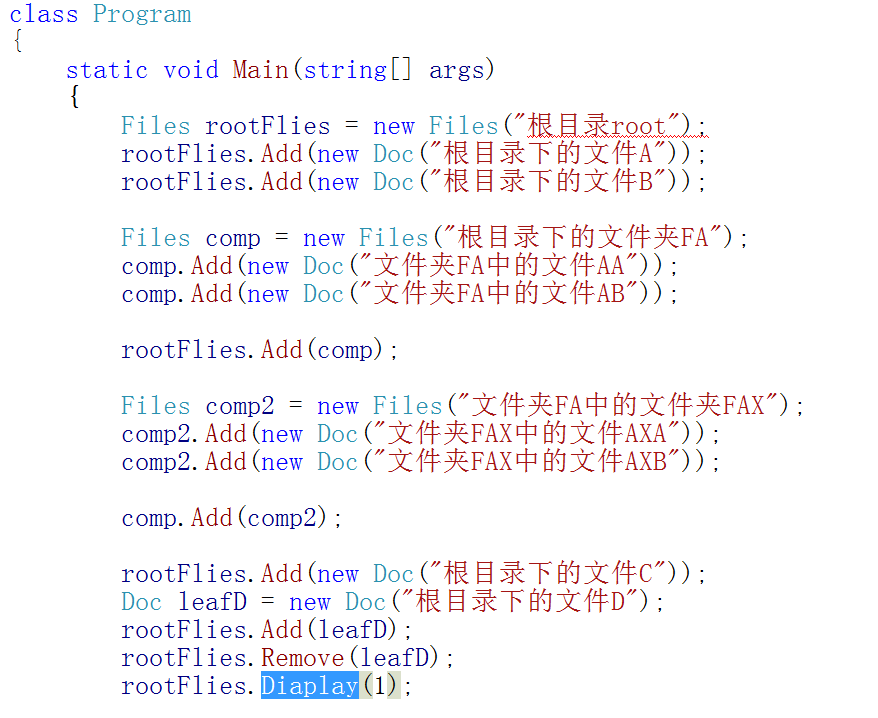 class Program
{
static void Main(string[] args)
{
Files rootFlies = new Files("根目录root");
rootFlies.Add(new Doc("根目录下的文件A"));
rootFlies.Add(new Doc("根目录下的文件B"));
Files comp = new Files("根目录下的文件夹FA");
comp.Add(new Doc("文件夹FA中的文件AA"));
comp.Add(new Doc("文件夹FA中的文件AB"));
rootFlies.Add(comp);
Files comp2 = new Files("文件夹FA中的文件夹FAX");
comp2.Add(new Doc("文件夹FAX中的文件AXA"));
comp2.Add(new Doc("文件夹FAX中的文件AXB"));
comp.Add(comp2);
rootFlies.Add(new Doc("根目录下的文件C"));
Doc leafD = new Doc("根目录下的文件D");
rootFlies.Add(leafD);
rootFlies.Remove(leafD);
rootFlies.Diaplay(1);